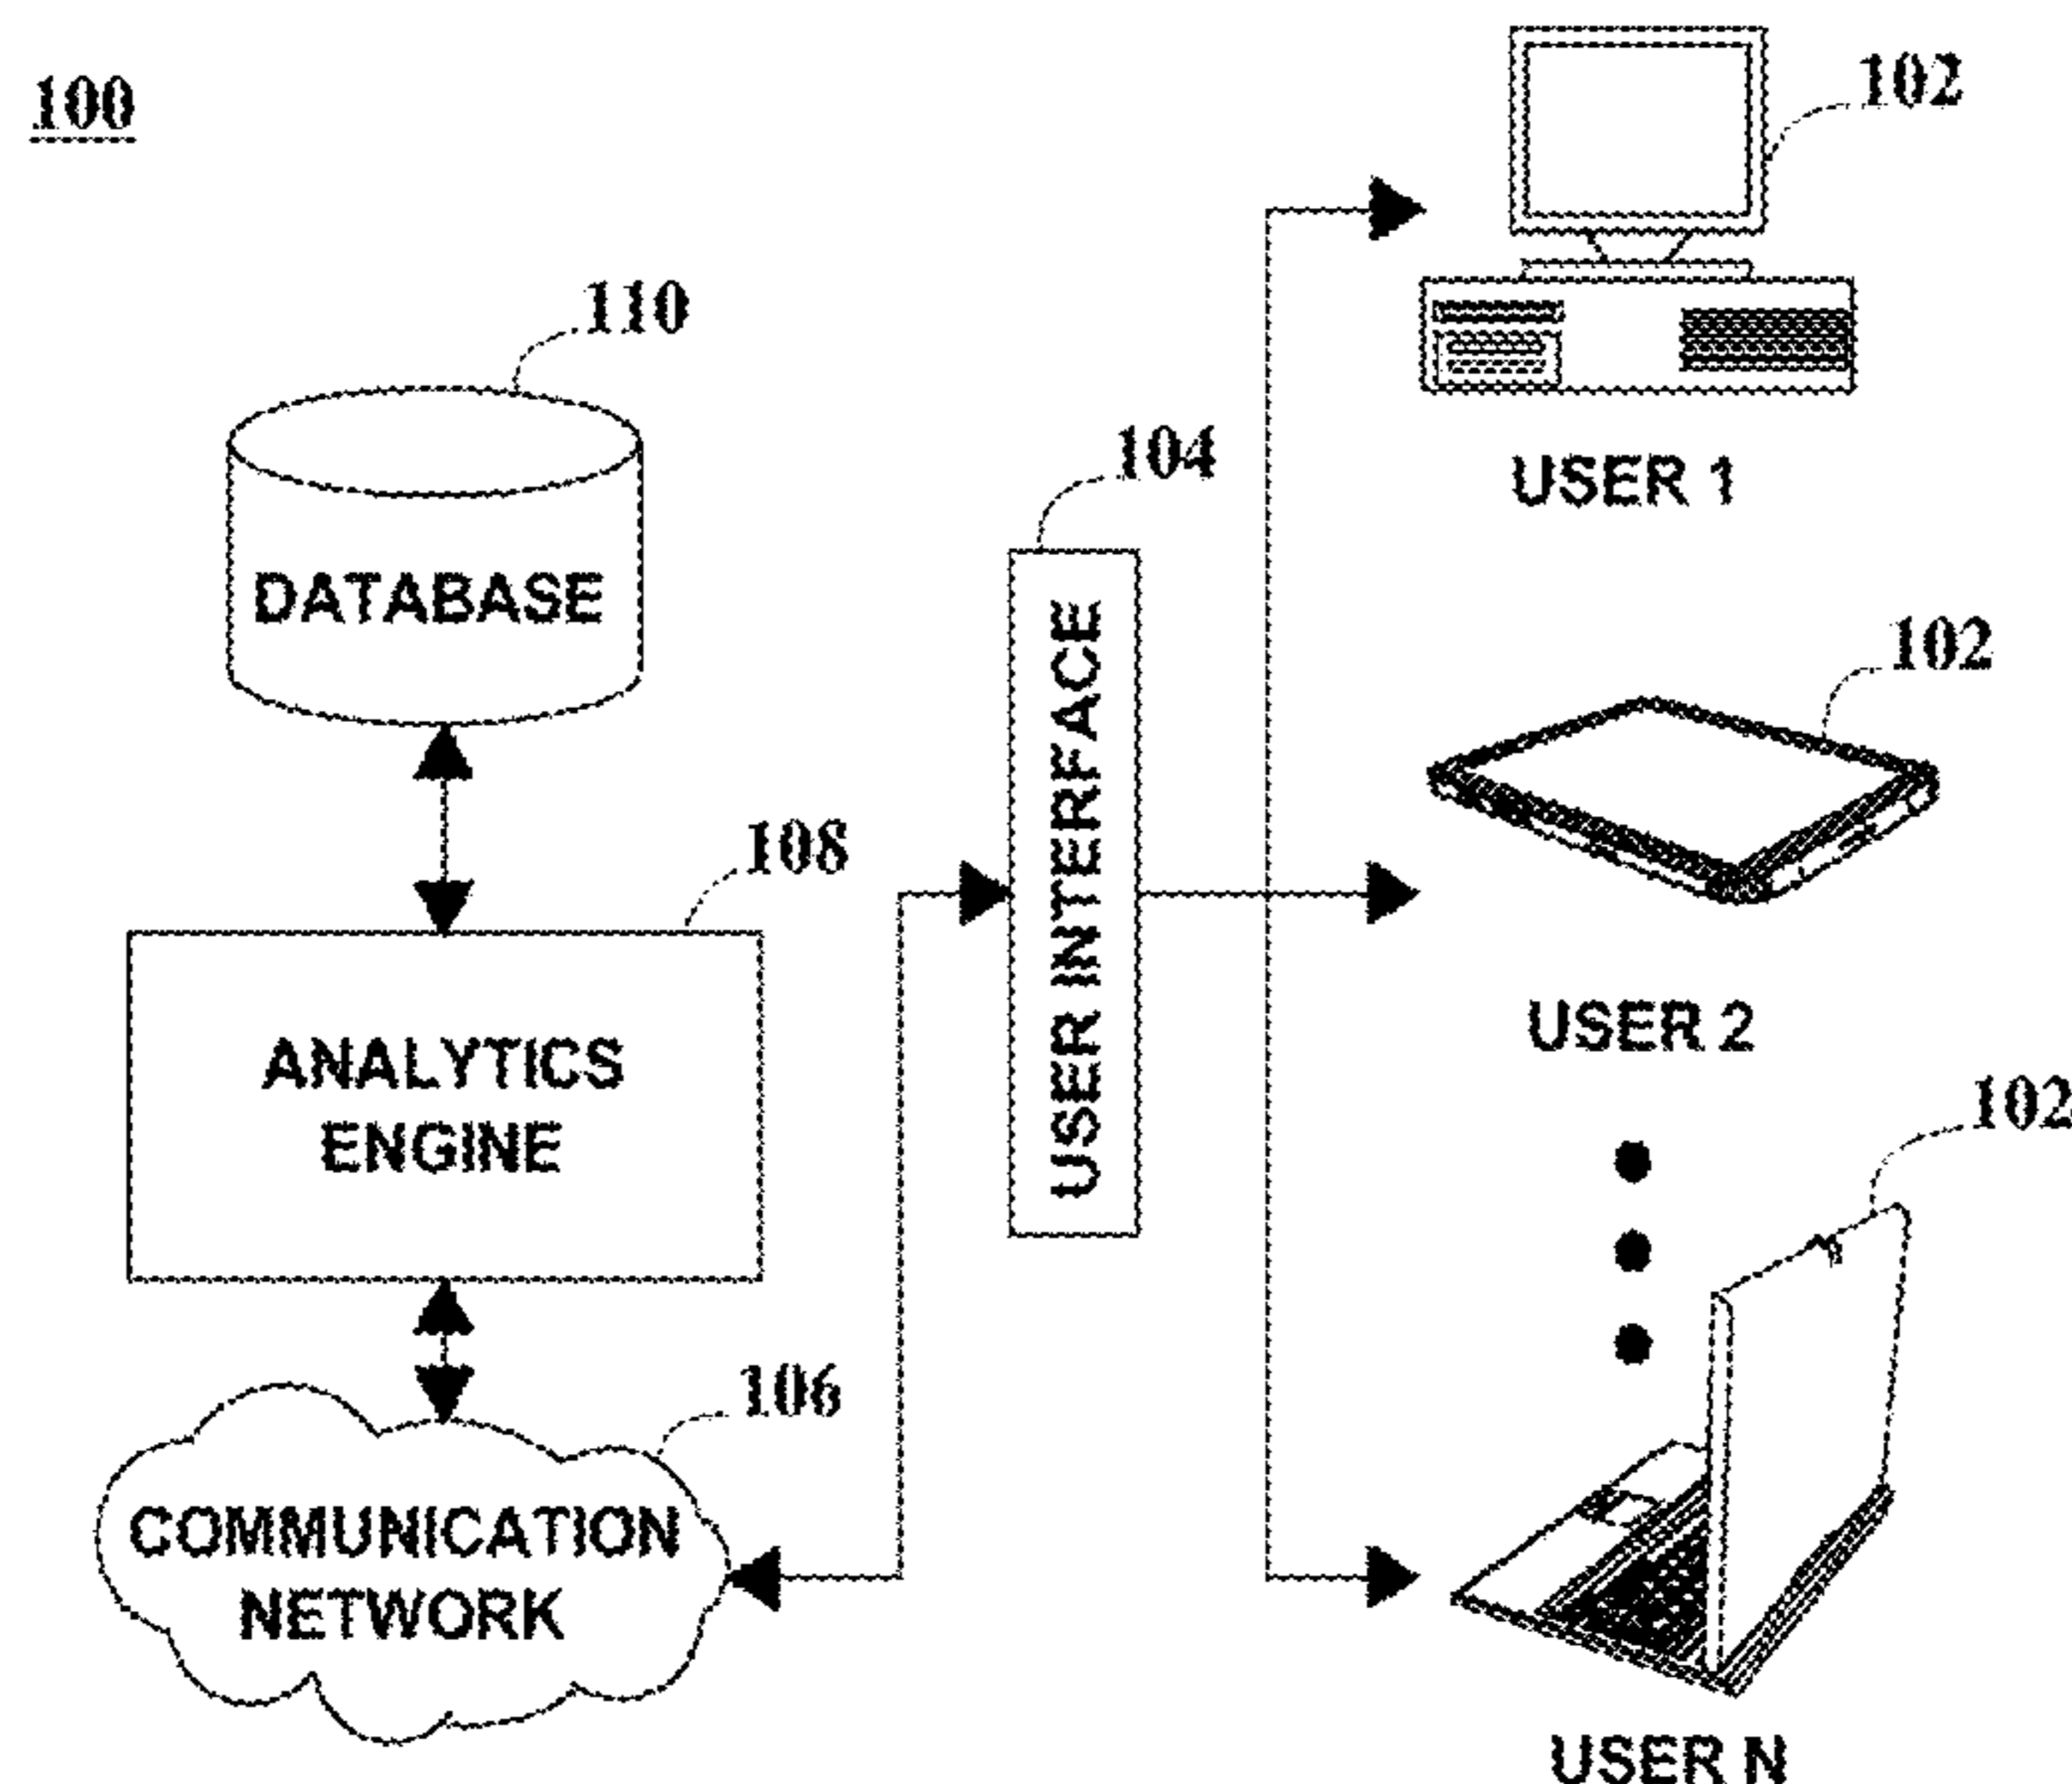 100
102
110
104
USER 1
DATABASE
USER INTERFACE
102
108
USER 2
ANALYTICS
ENGINE
102
106
COMMUNICATION
NETWORK
USER N